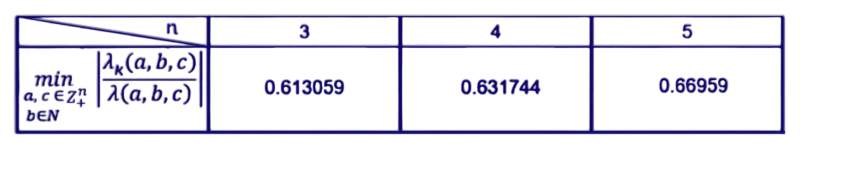 n 3 4 5
min a, c ∈ Z₊ⁿ b∈N |λₖ(a, b, c) / λ(a, b, c)| 0.613059 0.631744 0.66959